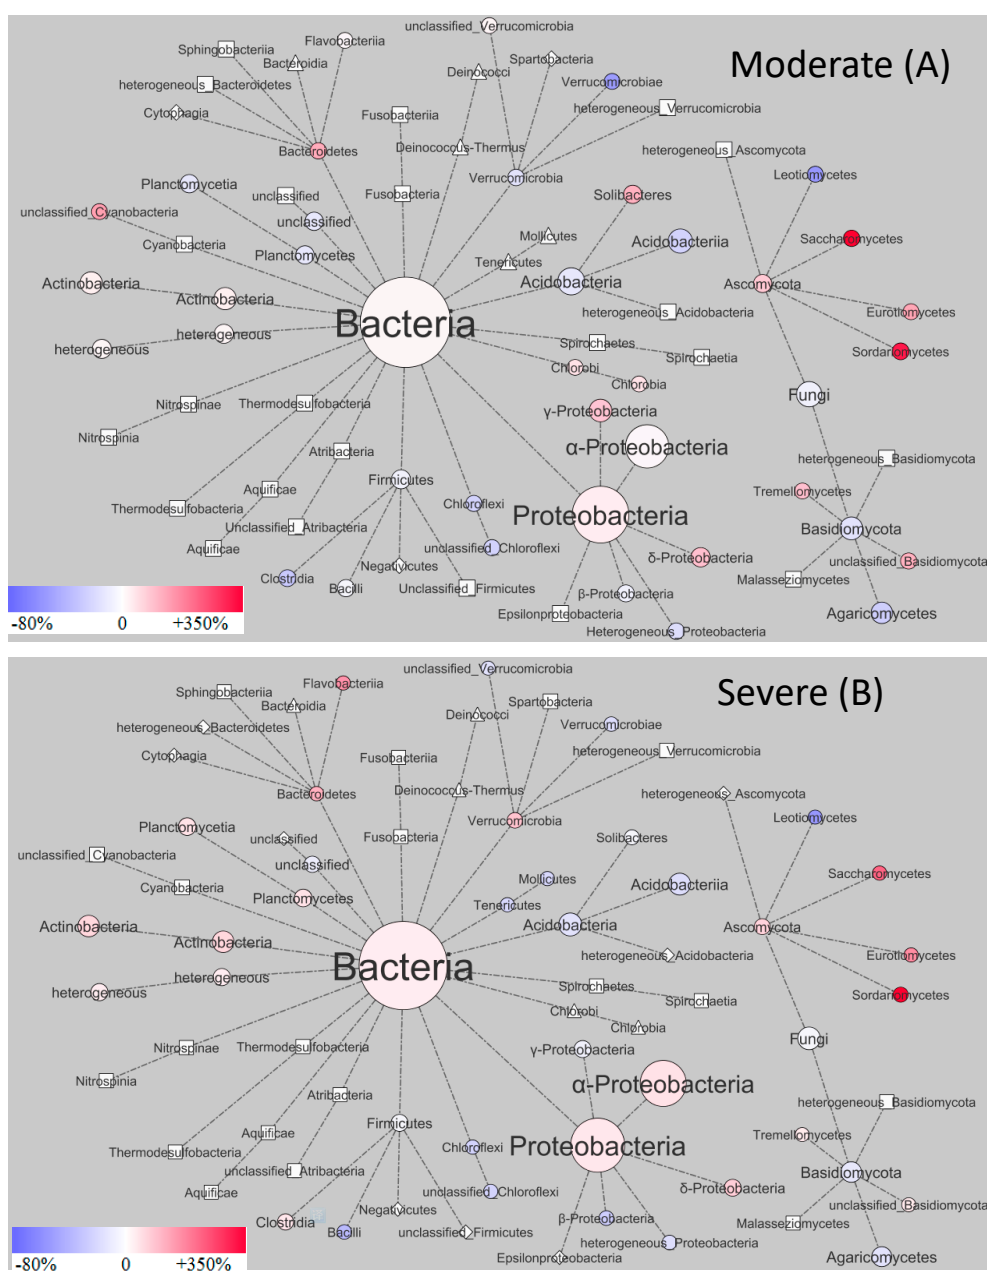 unclassified_Verrucomicrobia
Flavobacteriia
Sphingobacteriia
Bacteroidia
Spartobacteria
Deinococci
Verrucomicrobiae
Moderate (A)
heterogeneous_Bacteroidetes
Cytophagia
Fusobacteriia
heterogeneous_Verrucomicrobia
Bacteroidetes
Deinococcus-Thermus
heterogeneous_Ascomycota
Planctomycetia
unclassified
Fusobacteria
Verrucomicrobia
Solibacteres
Leotiomycetes
unclassified_Cyanobacteria
unclassified
Cyanobacteria
Planctomycetes
Mollicutes
Tenericutes
Acidobacteriia
Saccharomycetes
Actinobacteria
Actinobacteria
Acidobacteria
Ascomycota
heterogeneous_Acidobacteria
Eurotiomycetes
Bacteria
heterogeneous
heterogeneous
Spirochaetes
Spirochaetia
Sordariomycetes
Chlorobi
Chlorobia
Fungi
Nitrospinae
Thermodesulfobacteria
γ-Proteobacteria
Nitrospinia
Atribacteria
α-Proteobacteria
heterogeneous_Basidiomycota
Firmicutes
Aquificae
Chloroflexi
Tremellomycetes
Thermodesulfobacteria
Proteobacteria
Unclassified_Atribacteria
Basidiomycota
Aquificae
unclassified_Chloroflexi
δ-Proteobacteria
unclassified_Basidiomycota
Clostridia
Negativicutes
Malasseziomycetes
Bacilli
Unclassified_Firmicutes
β-Proteobacteria
Epsilonproteobacteria
Agaricomycetes
Heterogeneous_Proteobacteria
-80% 0 +350%
unclassified_Verrucomicrobia
Flavobacteriia
Sphingobacteriia
Bacteroidia
Spartobacteria
Severe (B)
Deinococci
Verrucomicrobiae
heterogeneous_Bacteroidetes
Cytophagia
Fusobacteriia
heterogeneous_Verrucomicrobia
Bacteroidetes
Deinococcus-Thermus
heterogeneous_Ascomycota
Planctomycetia
unclassified
Fusobacteria
Verrucomicrobia
Solibacteres
Leotiomycetes
unclassified_Cyanobacteria
unclassified
Cyanobacteria
Planctomycetes
Mollicutes
Tenericutes
Acidobacteriia
Saccharomycetes
Actinobacteria
Actinobacteria
Acidobacteria
Ascomycota
heterogeneous_Acidobacteria
Eurotiomycetes
Bacteria
heterogeneous
heterogeneous
Spirochaetes
Spirochaetia
Sordariomycetes
Chlorobi
Chlorobia
Fungi
Nitrospinae
Thermodesulfobacteria
γ-Proteobacteria
Nitrospinia
Atribacteria
α-Proteobacteria
heterogeneous_Basidiomycota
Firmicutes
Aquificae
Chloroflexi
Tremellomycetes
Thermodesulfobacteria
Proteobacteria
unclassified_Atribacteria
Basidiomycota
Aquificae
unclassified_Chloroflexi
δ-Proteobacteria
unclassified_Basidiomycota
Clostridia
Negativicutes
Malasseziomycetes
Bacilli
unclassified_Firmicutes
β-Proteobacteria
heterogeneous_Proteobacteria
Epsilonproteobacteria
Agaricomycetes
-80% 0 +350%